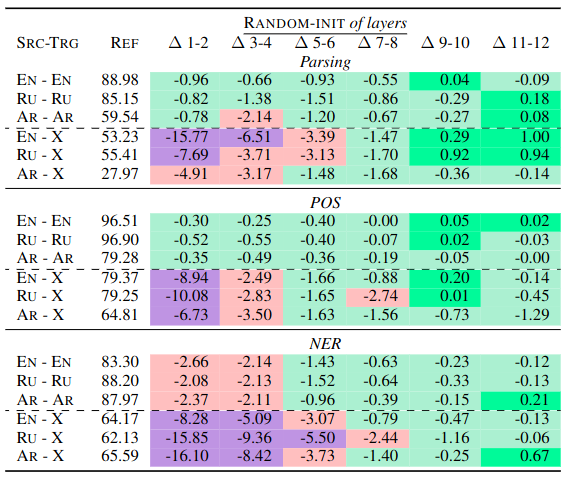 RANDOM-INIT of layers
SRC-TRG REF Δ 1-2 Δ 3-4 Δ 5-6 Δ 7-8 Δ 9-10 Δ 11-12
Parsing
EN - EN 88.98 -0.96 -0.66 -0.93 -0.55 0.04 -0.09
RU - RU 85.15 -0.82 -1.38 -1.51 -0.86 -0.29 0.18
AR - AR 59.54 -0.78 -2.14 -1.20 -0.67 -0.27 0.08
EN - X 53.23 -15.77 -6.51 -3.39 -1.47 0.29 1.00
RU - X 55.41 -7.69 -3.71 -3.13 -1.70 0.92 0.94
AR - X 27.97 -4.91 -3.17 -1.48 -1.68 -0.36 -0.14
POS
EN - EN 96.51 -0.30 -0.25 -0.40 -0.00 0.05 0.02
RU - RU 96.90 -0.52 -0.55 -0.40 -0.07 0.02 -0.03
AR - AR 79.28 -0.35 -0.49 -0.36 -0.19 -0.05 -0.00
EN - X 79.37 -8.94 -2.49 -1.66 -0.88 0.20 -0.14
RU - X 79.25 -10.08 -2.83 -1.65 -2.74 0.01 -0.45
AR - X 64.81 -6.73 -3.50 -1.63 -1.56 -0.73 -1.29
NER
EN - EN 83.30 -2.66 -2.14 -1.43 -0.63 -0.23 -0.12
RU - RU 88.20 -2.08 -2.13 -1.52 -0.64 -0.33 -0.13
AR - AR 87.97 -2.37 -2.11 -0.96 -0.39 -0.15 0.21
EN - X 64.17 -8.28 -5.09 -3.07 -0.79 -0.47 -0.13
RU - X 62.13 -15.85 -9.36 -5.50 -2.44 -1.16 -0.06
AR - X 65.59 -16.10 -8.42 -3.73 -1.40 -0.25 0.67